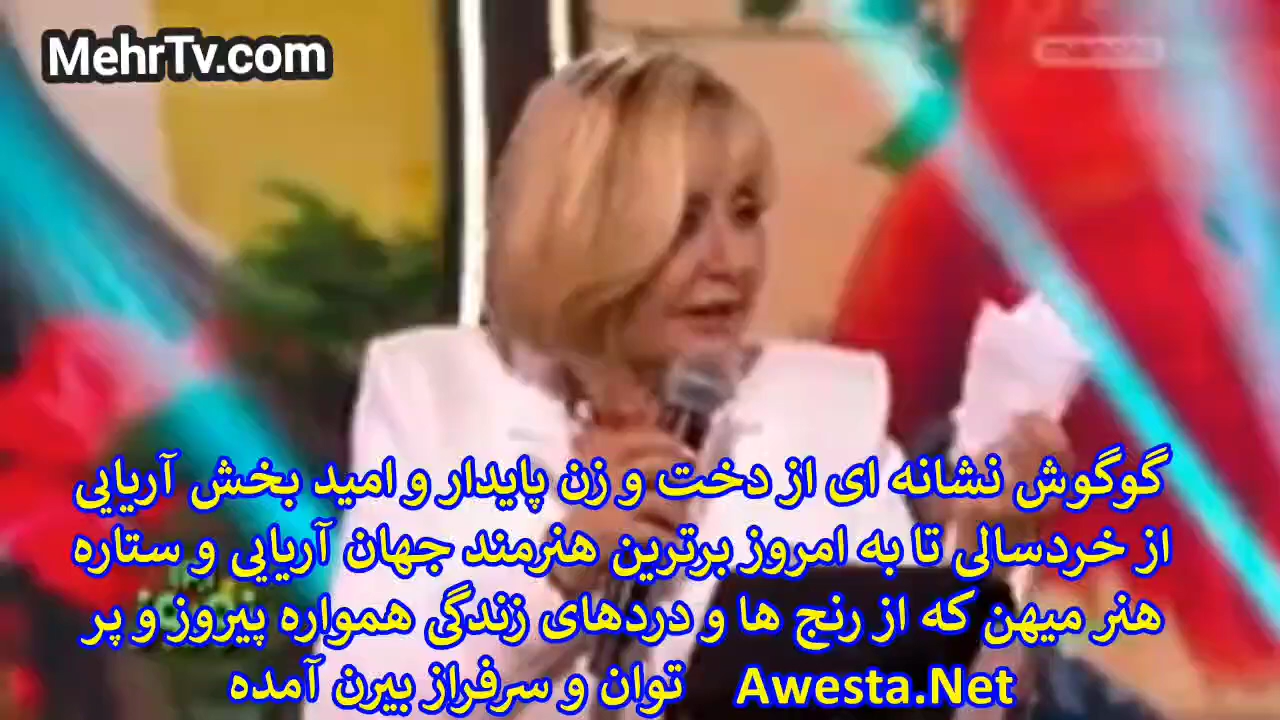 MehrTv.com
manoto
گوگوش نشانه ای از دخت و زن پایدار و امید بخش آریایی
از خردسالی تا به امروز برترین هنرمند جهان آریایی و ستاره
هنر میهن که از رنج ها و دردهای زندگی همواره پیروز و پر
توان و سرفراز بیرن آمده Awesta.Net